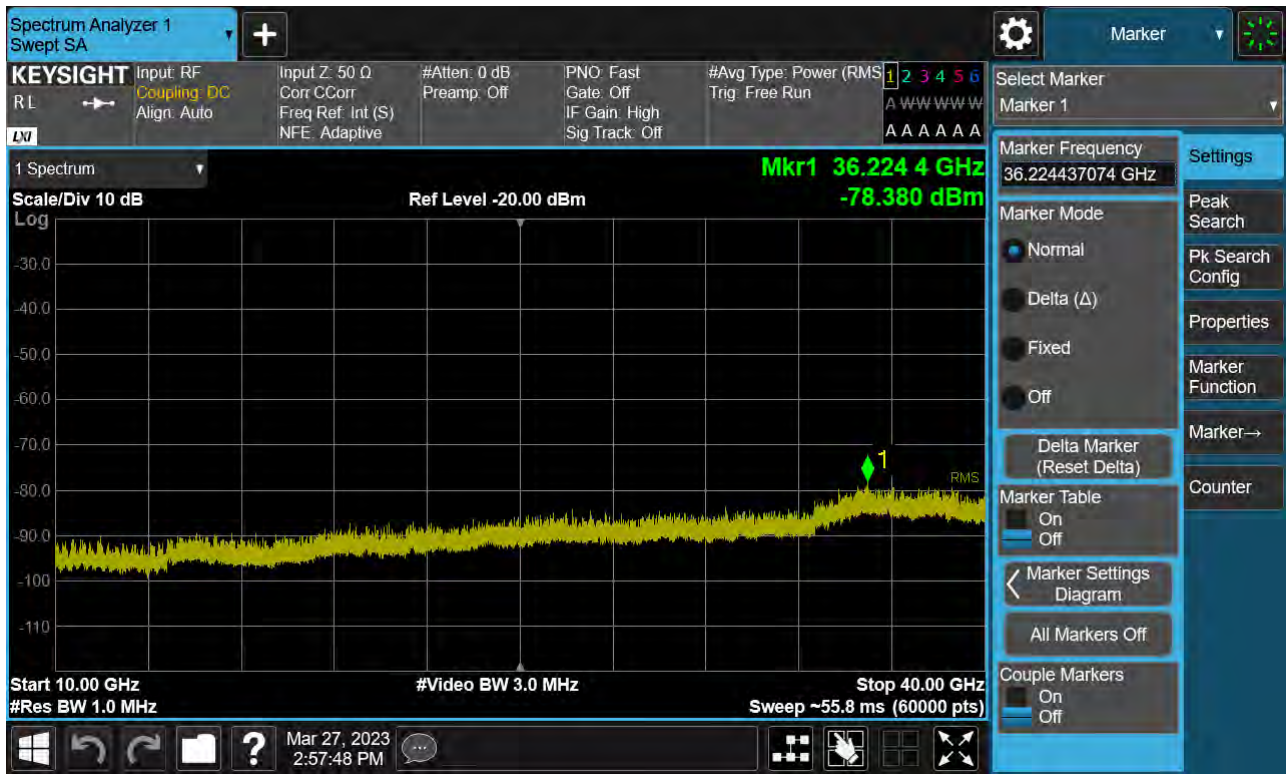 Spectrum Analyzer 1
Swept SA
+
Marker
KEYSIGHT
RL
LXI
Input: RF
Coupling: DC
Align: Auto
Input Z: 50 Ω
Corr CCorr
Freq Ref: Int (S)
NFE: Adaptive
#Atten: 0 dB
Preamp: Off
PNO: Fast
Gate: Off
IF Gain: High
Sig Track: Off
#Avg Type: Power (RMS
Trig: Free Run
1 2 3 4 5 6
A W W W W W
A A A A A A
Select Marker
Marker 1
1 Spectrum
Mkr1 36.224 4 GHz
-78.380 dBm
Scale/Div 10 dB
Ref Level -20.00 dBm
Log
-30.0
-40.0
-50.0
-60.0
-70.0
-80.0
-90.0
-100
-110
1
RMS
Start 10.00 GHz
#Video BW 3.0 MHz
Stop 40.00 GHz
#Res BW 1.0 MHz
Sweep ~55.8 ms (60000 pts)
Marker Frequency
36.224437074 GHz
Marker Mode
Normal
Delta (Δ)
Fixed
Off
Delta Marker
(Reset Delta)
Marker Table
On
Off
Marker Settings
Diagram
All Markers Off
Couple Markers
On
Off
Settings
Peak
Search
Pk Search
Config
Properties
Marker
Function
Marker→
Counter
?
Mar 27, 2023
2:57:48 PM